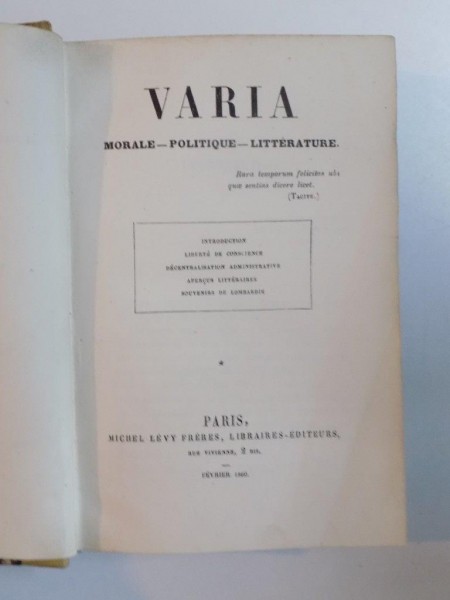 VARIA
MORALE — POLITIQUE — LITTÉRATURE.
Rara temporum felicitas ubi
quæ sentias dicere licet.
(TACITE.)
INTRODUCTION
LIBERTÉ DE CONSCIENCE
DÉCENTRALISATION ADMINISTRATIVE
APERÇUS LITTÉRAIRES
SOUVENIRS DE LOMBARDIE
*
PARIS,
MICHEL LÉVY FRÈRES, LIBRAIRES-ÉDITEURS,
RUE VIVIENNE, 2 BIS.
—
FÉVRIER 1860.